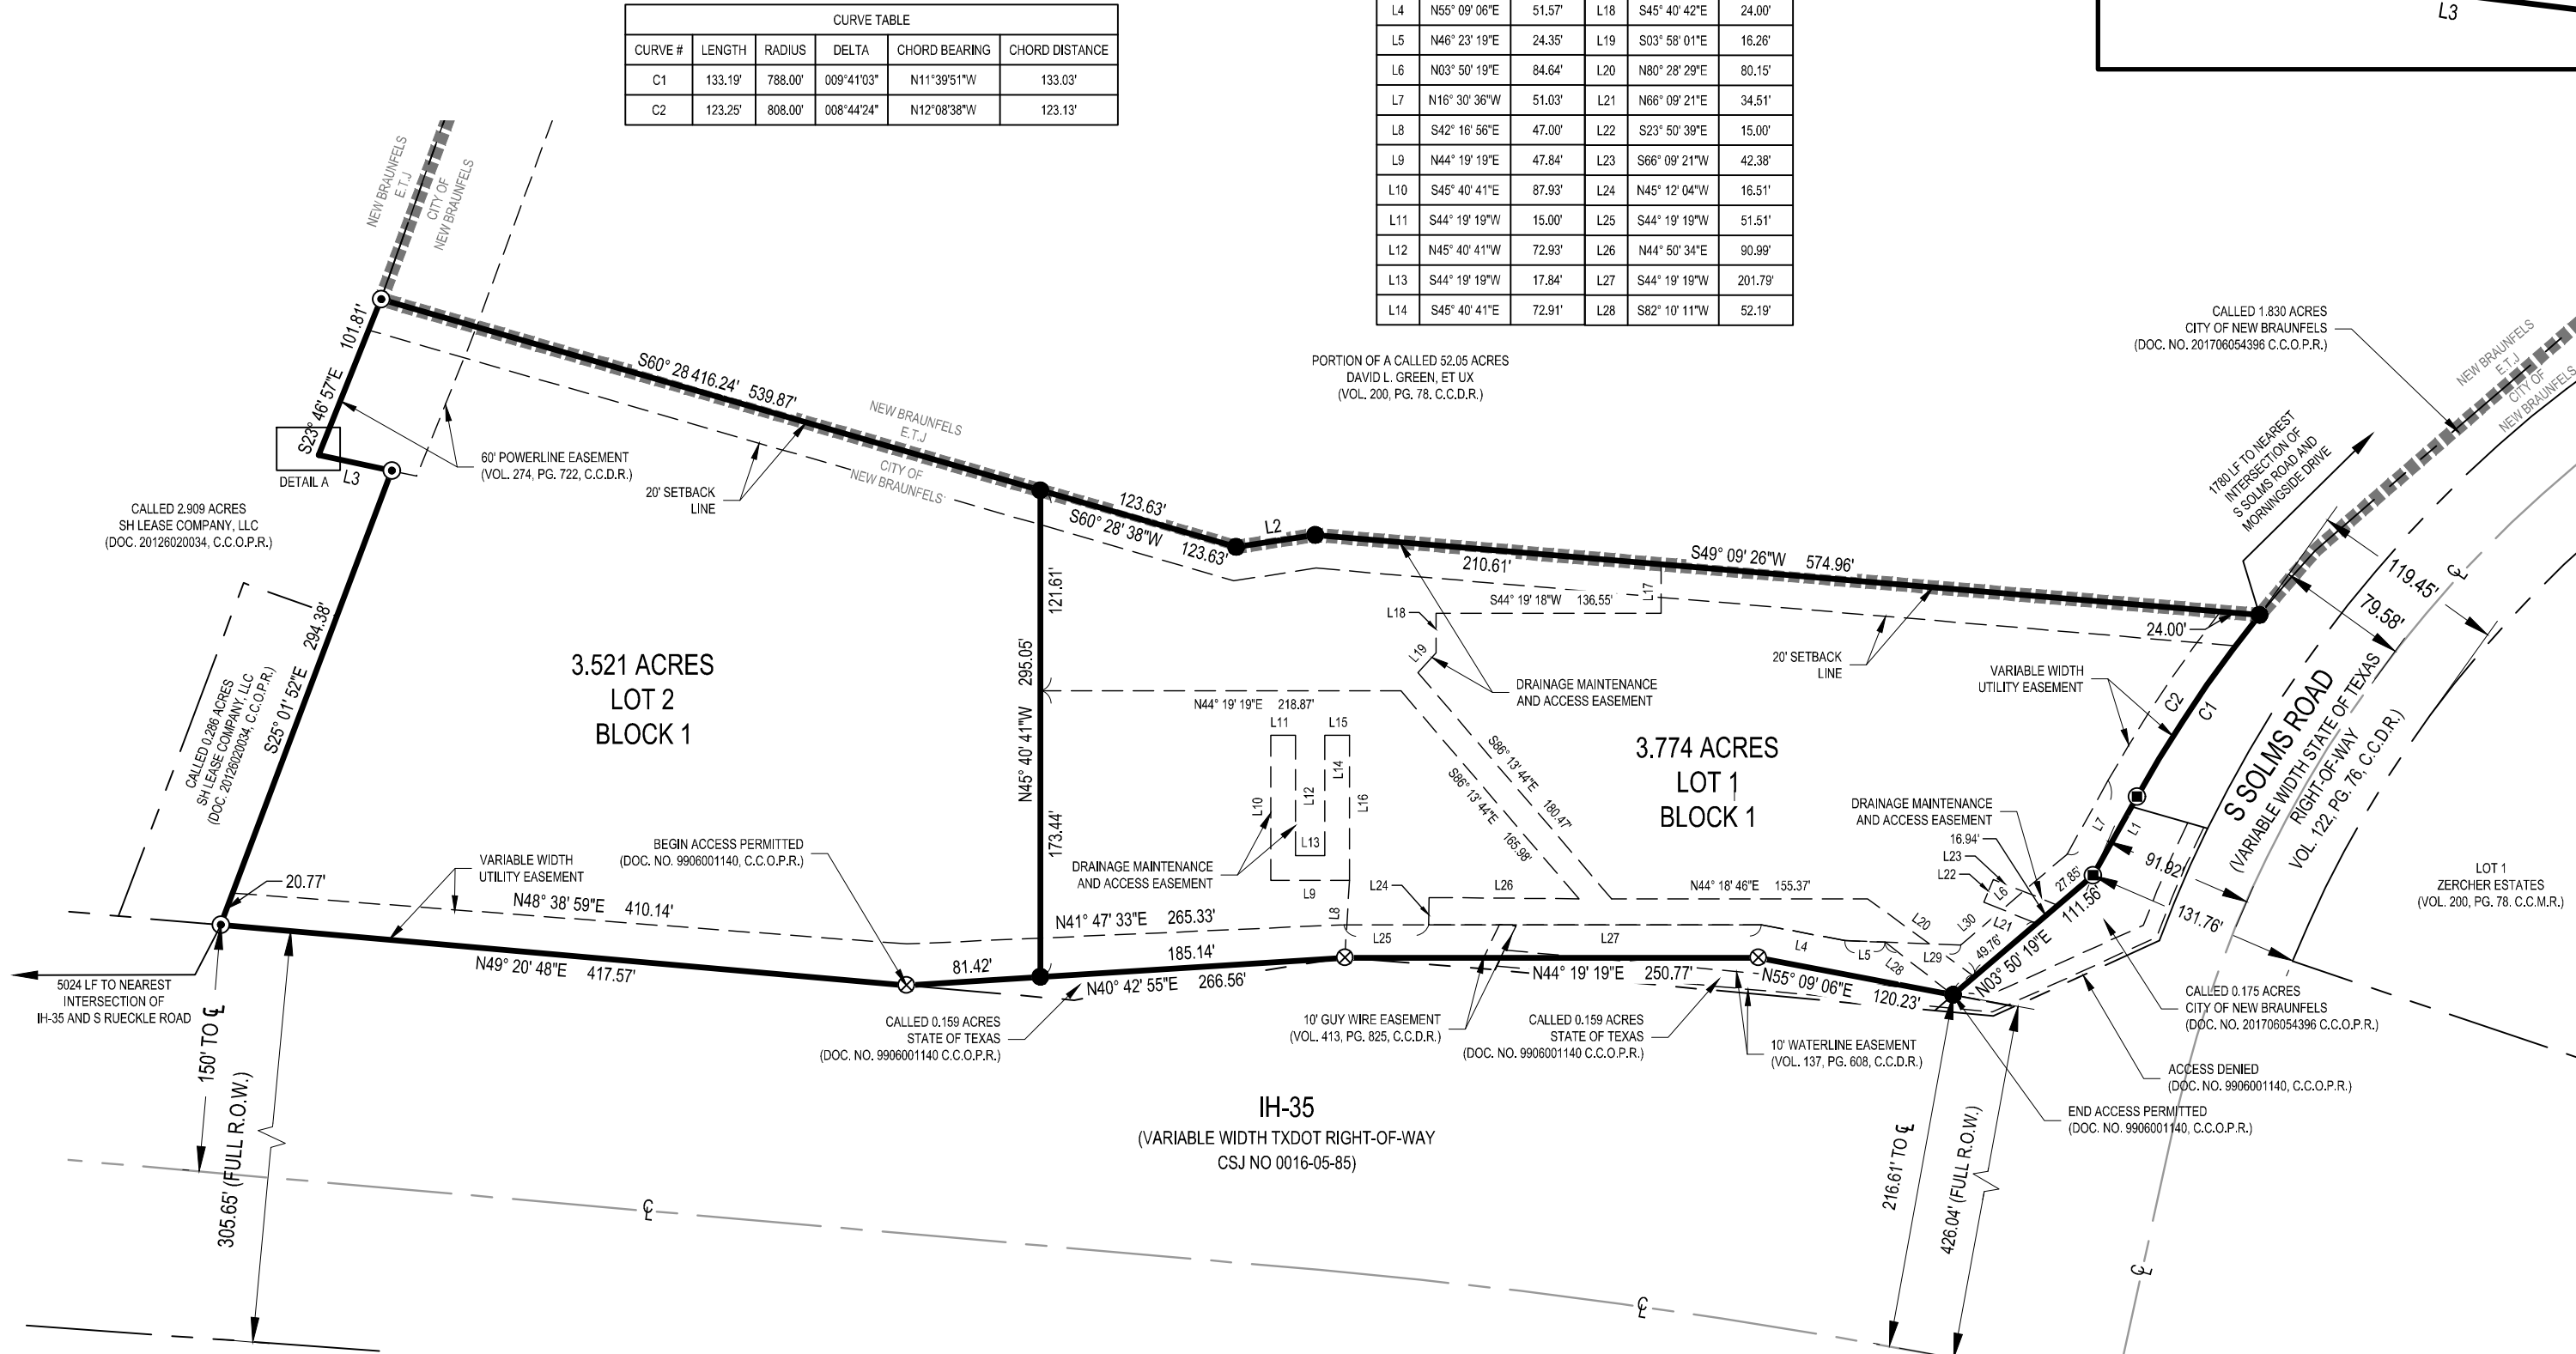 CURVE TABLE
CURVE # LENGTH RADIUS DELTA CHORD BEARING CHORD DISTANCE
C1 133.19' 788.00' 009°41'03" N11°39'51"W 133.03'
C2 123.25' 808.00' 008°44'24" N12°08'38"W 123.13'
L4 N55° 09' 06"E 51.57' L18 S45° 40' 42"E 24.00'
L5 N46° 23' 19"E 24.35' L19 S03° 58' 01"E 16.26'
L6 N03° 50' 19"E 84.64' L20 N80° 28' 29"E 80.15'
L7 N16° 30' 36"W 51.03' L21 N66° 09' 21"E 34.51'
L8 S42° 16' 56"E 47.00' L22 S23° 50' 39"E 15.00'
L9 N44° 19' 19"E 47.84' L23 S66° 09' 21"W 42.38'
L10 S45° 40' 41"E 87.93' L24 N45° 12' 04"W 16.51'
L11 S44° 19' 19"W 15.00' L25 S44° 19' 19"W 51.51'
L12 N45° 40' 41"W 72.93' L26 N44° 50' 34"E 90.99'
L13 S44° 19' 19"W 17.84' L27 S44° 19' 19"W 201.79'
L14 S45° 40' 41"E 72.91' L28 S82° 10' 11"W 52.19'
L3
NEW BRAUNFELS
E.T.J
CITY OF
NEW BRAUNFELS
PORTION OF A CALLED 52.05 ACRES
DAVID L. GREEN, ET UX
(VOL. 200, PG. 78. C.C.D.R.)
CALLED 1.830 ACRES
CITY OF NEW BRAUNFELS
(DOC. NO. 201706054396 C.C.O.P.R.)
NEW BRAUNFELS
E.T.J
CITY OF
NEW BRAUNFELS
1780 LF TO NEAREST
INTERSECTION OF
S SOLMS ROAD AND
MORNINGSIDE DRIVE
S23° 46' 57"E 101.81'
DETAIL A
L3
60' POWERLINE EASEMENT
(VOL. 274, PG. 722, C.C.D.R.)
S60° 28 416.24' 539.87'
20' SETBACK
LINE
NEW BRAUNFELS
E.T.J
CITY OF
NEW BRAUNFELS
123.63'
S60° 28' 38"W 123.63'
L2
S49° 09' 26"W 574.96'
210.61'
S44° 19' 18"W 136.55'
L17
L18
L19
DRAINAGE MAINTENANCE
AND ACCESS EASEMENT
20' SETBACK
LINE
24.00'
VARIABLE WIDTH
UTILITY EASEMENT
C2
C1
119.45'
79.58'
℄
S SOLMS ROAD
(VARIABLE WIDTH STATE OF TEXAS
RIGHT-OF-WAY
VOL. 122, PG. 76, C.C.D.R.)
CALLED 2.909 ACRES
SH LEASE COMPANY, LLC
(DOC. 20126020034, C.C.O.P.R.)
CALLED 0.286 ACRES
SH LEASE COMPANY, LLC
(DOC. 20126020034, C.C.O.P.R.)
S25° 01' 52"E 294.38'
3.521 ACRES
LOT 2
BLOCK 1
N45° 40' 41"W 295.05'
121.61'
173.44'
N44° 19' 19"E 218.87'
L11
L15
L10
L12
L14
L16
L13
L9
L8
DRAINAGE MAINTENANCE
AND ACCESS EASEMENT
S86° 13' 44"E 180.47'
S86° 13' 44"E 165.98'
3.774 ACRES
LOT 1
BLOCK 1
DRAINAGE MAINTENANCE
AND ACCESS EASEMENT
16.94'
L23
L22
L6
27.85'
L7
L1
91.92'
131.76'
111.56'
L21
L30
L20
49.76'
N03° 50' 19"E
LOT 1
ZERCHER ESTATES
(VOL. 200, PG. 78. C.C.M.R.)
BEGIN ACCESS PERMITTED
(DOC. NO. 9906001140, C.C.O.P.R.)
VARIABLE WIDTH
UTILITY EASEMENT
20.77'
N48° 38' 59"E 410.14'
N49° 20' 48"E 417.57'
N41° 47' 33"E 265.33'
81.42'
185.14'
N40° 42' 55"E 266.56'
L24
L26
N44° 18' 46"E 155.37'
L25
L27
L4
L5
L28
L29
N44° 19' 19"E 250.77'
N55° 09' 06"E 120.23'
5024 LF TO NEAREST
INTERSECTION OF
IH-35 AND S RUECKLE ROAD
CALLED 0.159 ACRES
STATE OF TEXAS
(DOC. NO. 9906001140 C.C.O.P.R.)
10' GUY WIRE EASEMENT
(VOL. 413, PG. 825, C.C.D.R.)
CALLED 0.159 ACRES
STATE OF TEXAS
(DOC. NO. 9906001140 C.C.O.P.R.)
10' WATERLINE EASEMENT
(VOL. 137, PG. 608, C.C.D.R.)
CALLED 0.175 ACRES
CITY OF NEW BRAUNFELS
(DOC. NO. 201706054396 C.C.O.P.R.)
ACCESS DENIED
(DOC. NO. 9906001140, C.C.O.P.R.)
END ACCESS PERMITTED
(DOC. NO. 9906001140, C.C.O.P.R.)
150' TO ℄
305.65' (FULL R.O.W.)
IH-35
(VARIABLE WIDTH TXDOT RIGHT-OF-WAY
CSJ NO 0016-05-85)
216.61' TO ℄
426.04' (FULL R.O.W.)
℄
℄
℄